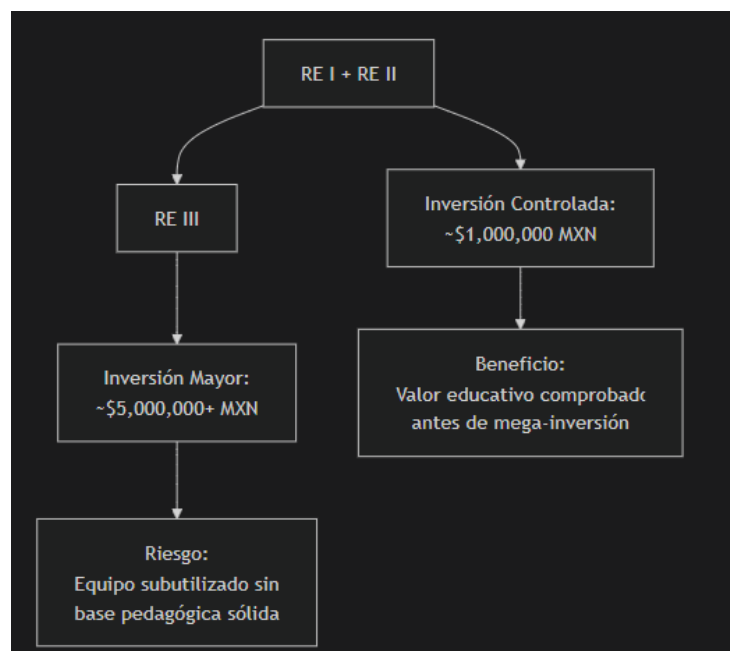 RE I + RE II
RE III
Inversión Controlada:
~$1,000,000 MXN
Inversión Mayor:
~$5,000,000+ MXN
Beneficio:
Valor educativo comprobado
antes de mega-inversión
Riesgo:
Equipo subutilizado sin
base pedagógica sólida